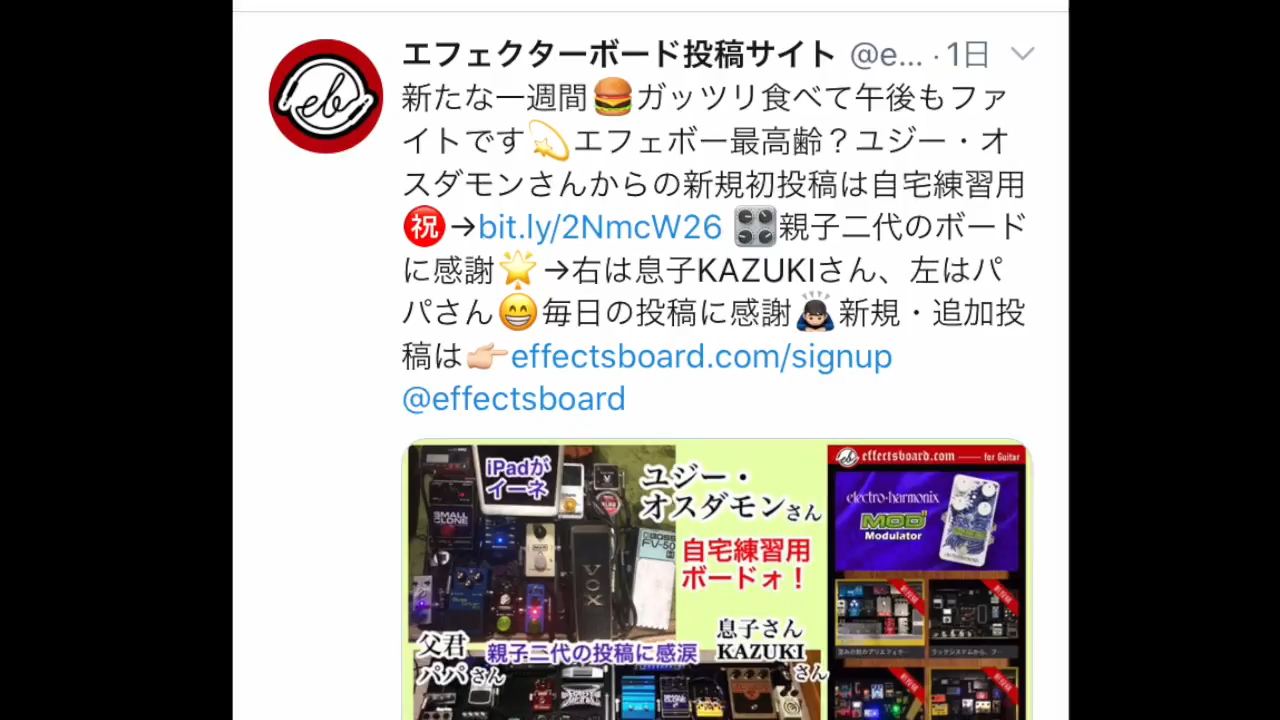 エフェクターボード投稿サイト @e... · 1日
新たな一週間🍔ガッツリ食べて午後もファ
イトです💫エフェボー最高齢？ユジー・オ
スダモンさんからの新規初投稿は自宅練習用
㊗️→bit.ly/2NmcW26 🎛親子二代のボード
に感謝🌟→右は息子KAZUKIさん、左はパ
パさん😁毎日の投稿に感謝🙇🏻新規・追加投
稿は👉🏻effectsboard.com/signup
@effectsboard
eb
iPadが
イーネ
ユジー・
オスダモンさん
自宅練習用
ボードォ！
SMALL
CLONE
VOX
BOSS
FV-50
父君
パパさん
親子二代の投稿に感涙
息子さん
KAZUKI
さん
eb effectsboard.com for Guitar
electro-harmonix
MOD
Modulator